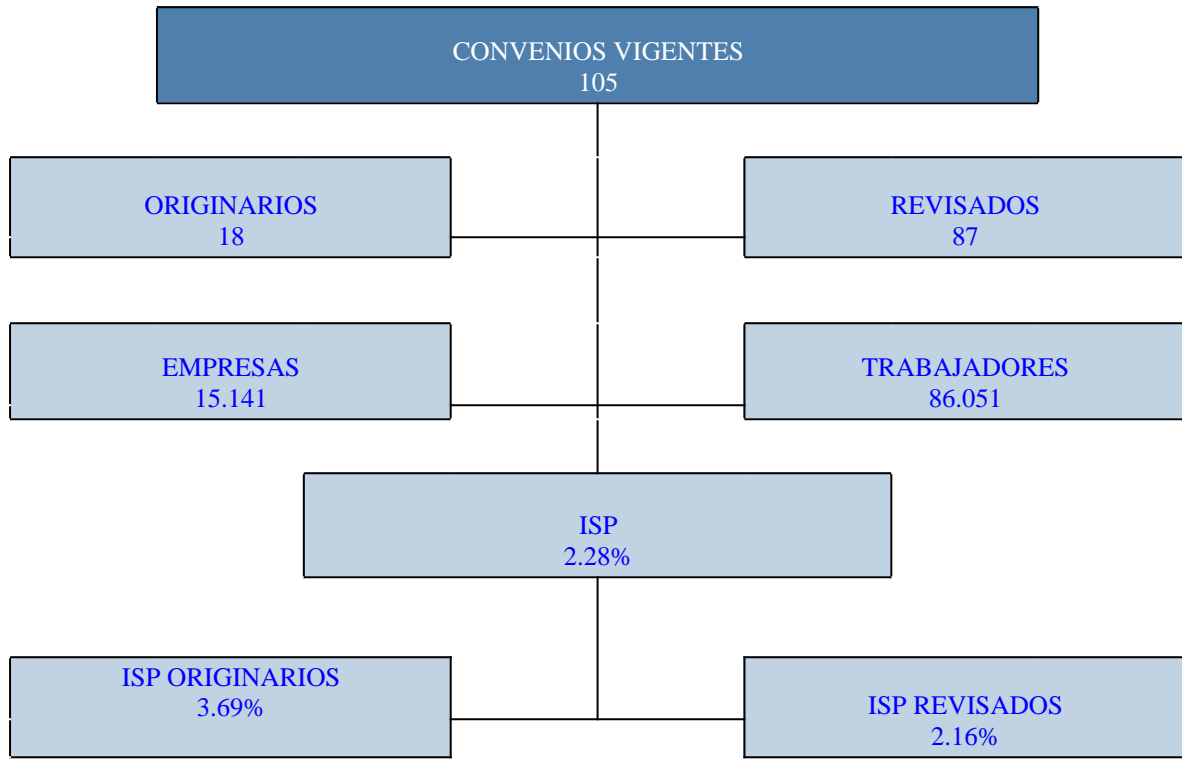 CONVENIOS VIGENTES
105
ORIGINARIOS
18
REVISADOS
87
EMPRESAS
15.141
TRABAJADORES
86.051
ISP
2.28%
ISP ORIGINARIOS
3.69%
ISP REVISADOS
2.16%